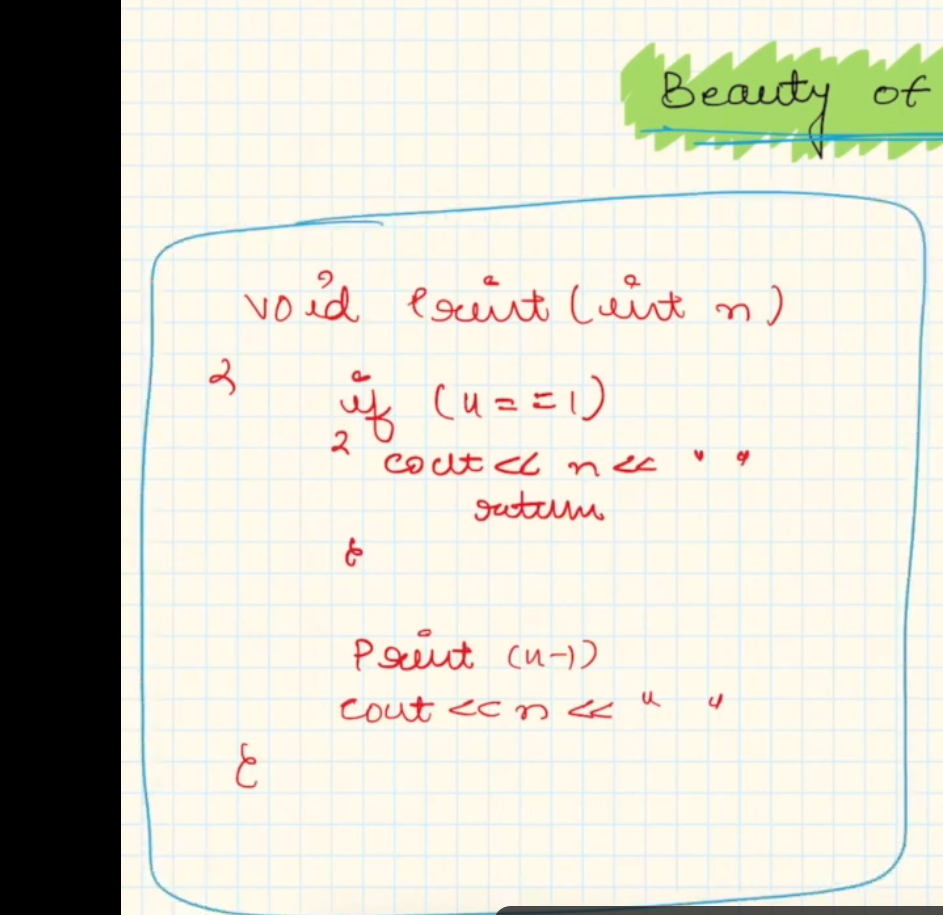 Beauty of
void Print (int n)
{
if (n==1)
{
cout << n << " "
return
}
Print (n-1)
cout << n << " "
}